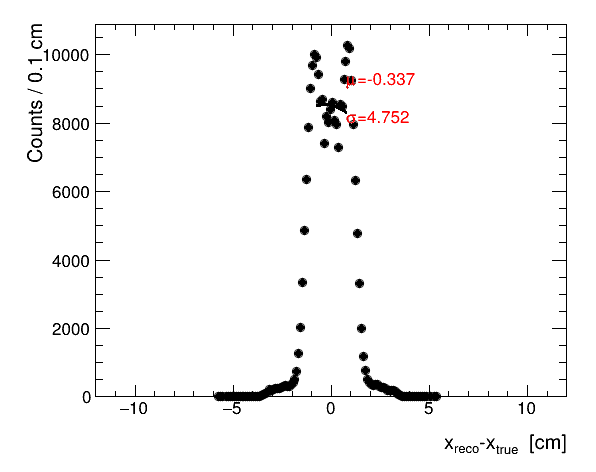 Counts / 0.1 cm
10000
8000
6000
4000
2000
0
μ=-0.337
σ=4.752
−10 −5 0 5 10
x_reco-x_true [cm]